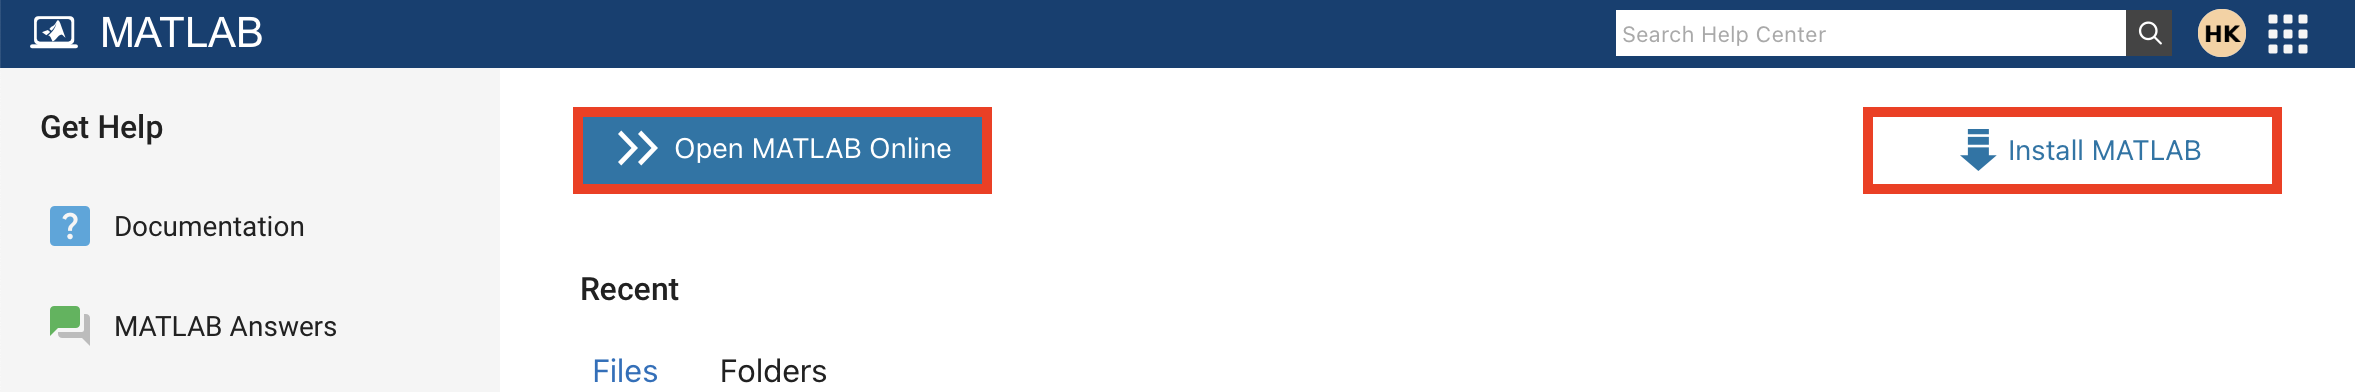 MATLAB
Search Help Center
HK
Get Help
Open MATLAB Online
Install MATLAB
? Documentation
MATLAB Answers
Recent
Files Folders